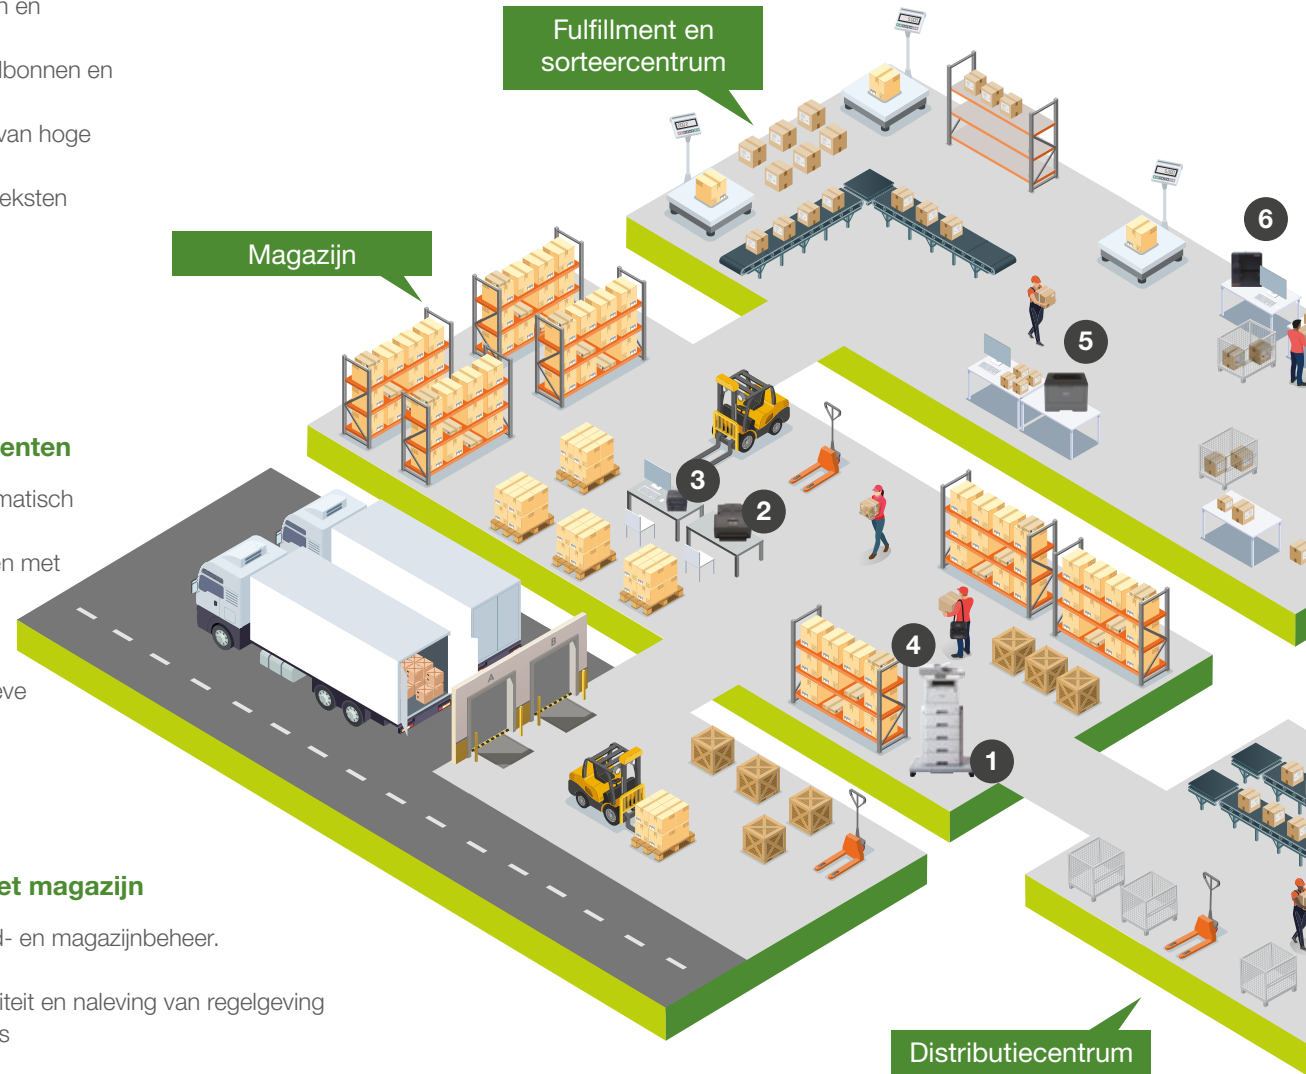 n en
lbonnen en
van hoge
eksten
enten
matisch
en met
eve
et magazijn
d- en magazijnbeheer.
iteit en naleving van regelgeving
s
Fulfillment en
sorteercentrum
Magazijn
6
5
3
2
4
1
A
B
Distributiecentrum